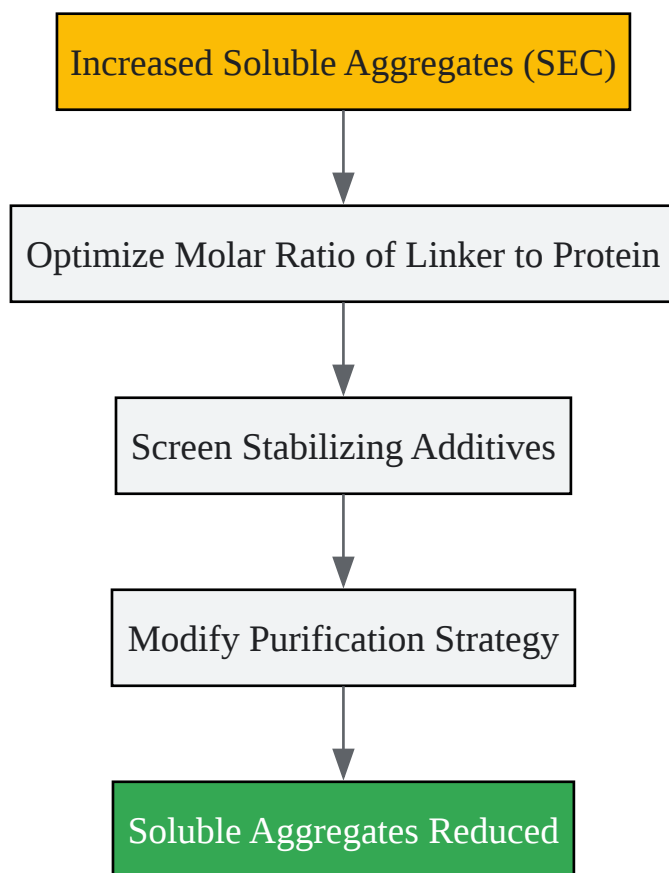 Increased Soluble Aggregates (SEC)
Optimize Molar Ratio of Linker to Protein
Screen Stabilizing Additives
Modify Purification Strategy
Soluble Aggregates Reduced